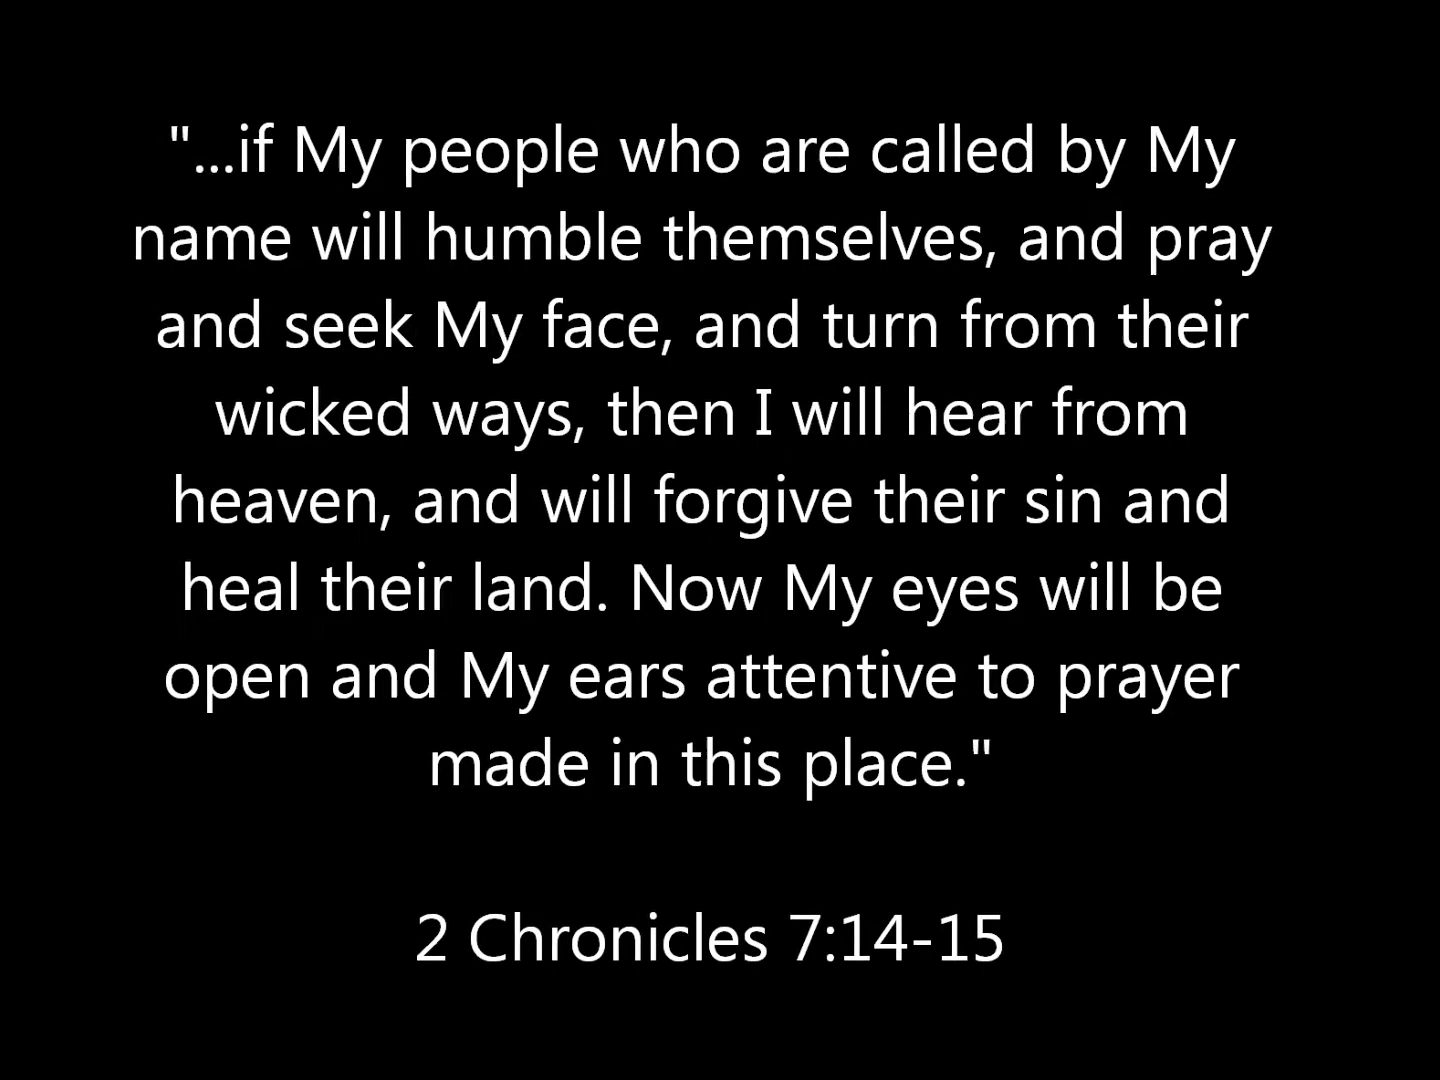 "...if My people who are called by My
name will humble themselves, and pray
and seek My face, and turn from their
wicked ways, then I will hear from
heaven, and will forgive their sin and
heal their land. Now My eyes will be
open and My ears attentive to prayer
made in this place."
2 Chronicles 7:14-15